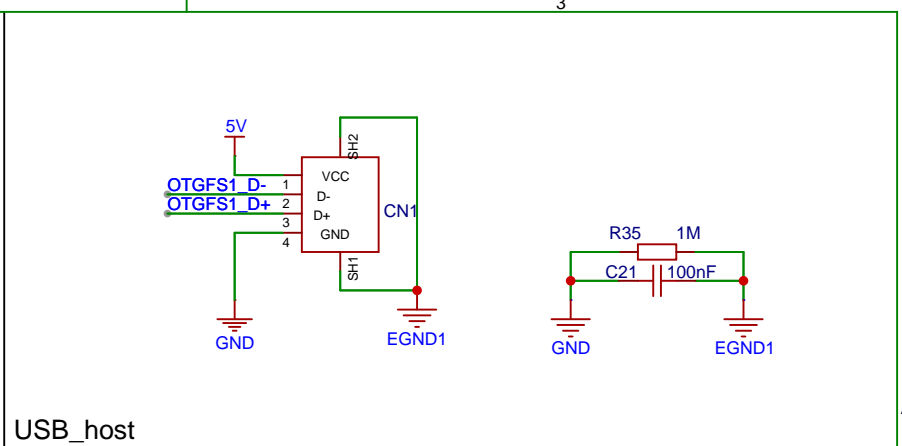 3
5V
SH2
VCC
OTGFS1_D-
1
D-
OTGFS1_D+
2
D+
CN1
3
GND
4
SH1
GND
EGND1
R35 1M
C21 100nF
GND
EGND1
USB_host